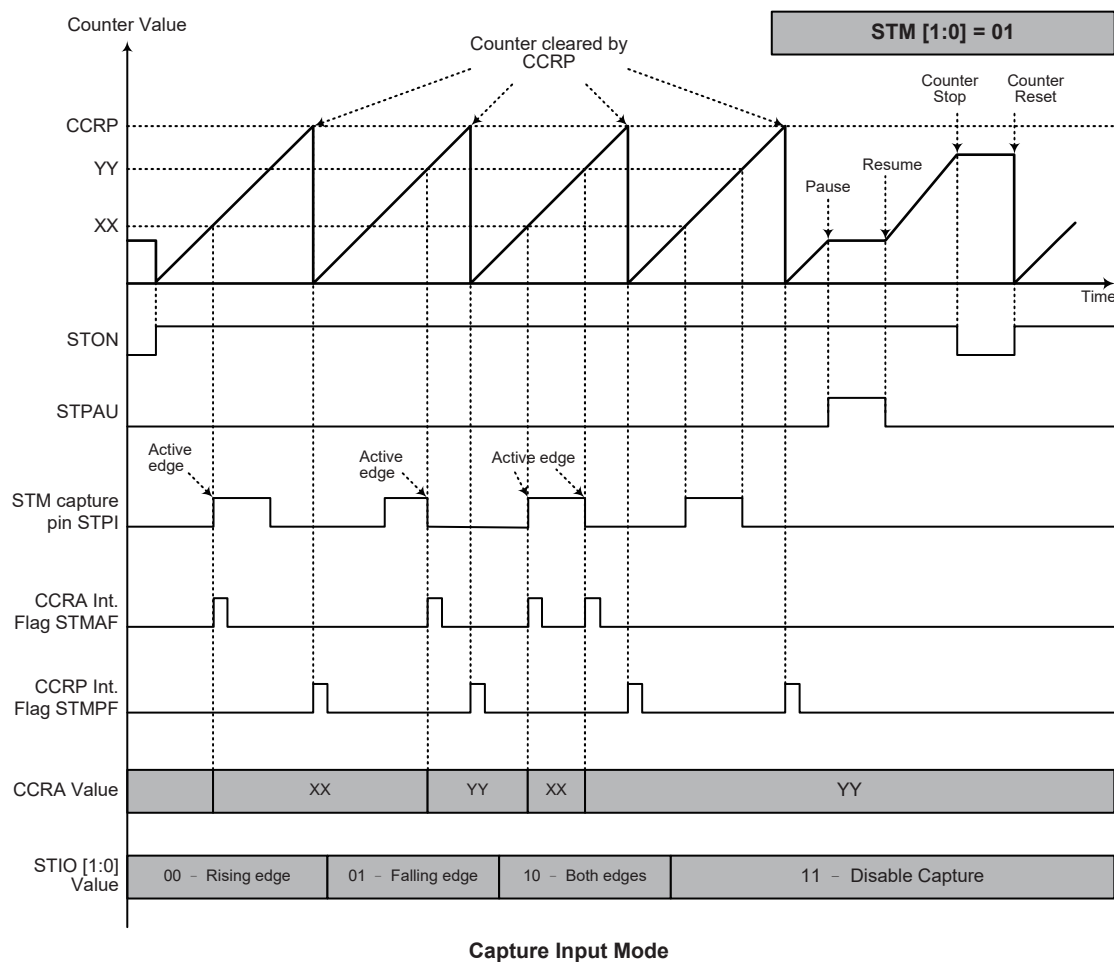 Counter Value
STM [1:0] = 01
Counter cleared by
CCRP
Counter
Stop
Counter
Reset
CCRP
YY
XX
Pause
Resume
Time
STON
STPAU
Active
edge
Active
edge
Active edge
STM capture
pin STPI
CCRA Int.
Flag STMAF
CCRP Int.
Flag STMPF
CCRA Value
XX
YY
XX
YY
STIO [1:0]
Value
00 – Rising edge
01 – Falling edge
10 – Both edges
11 – Disable Capture
Capture Input Mode